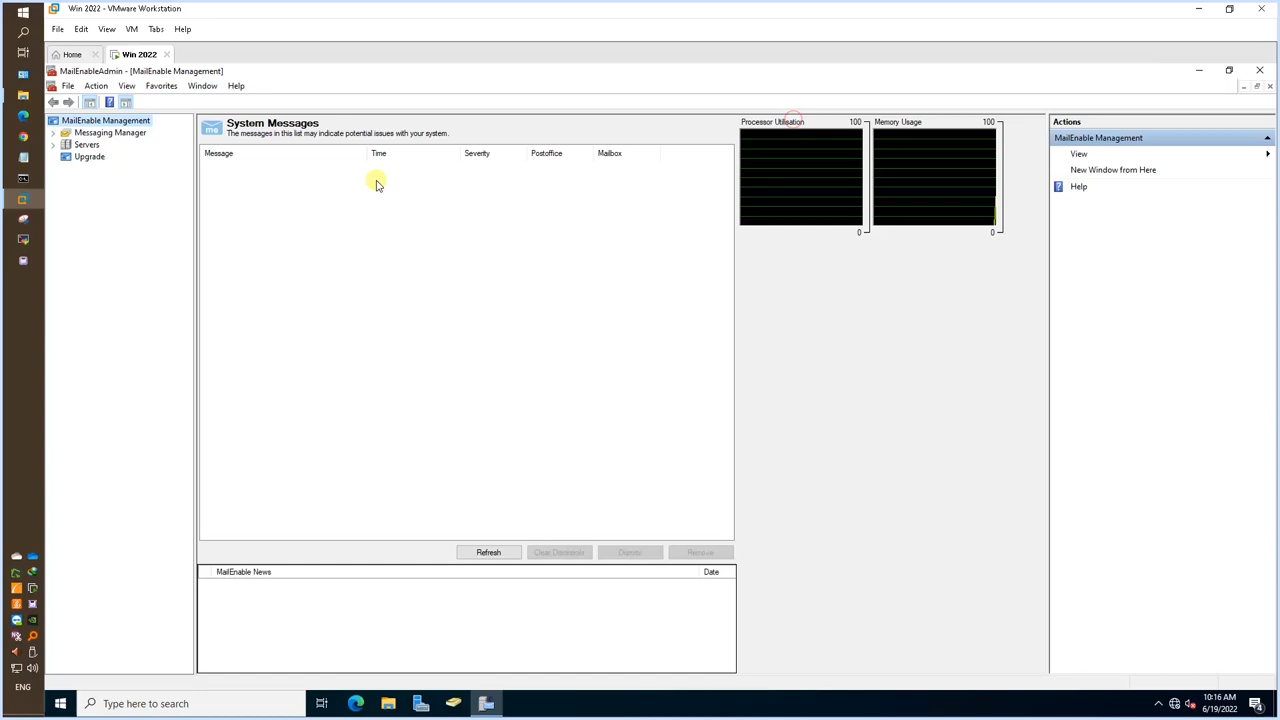 Win 2022 - VMware Workstation
File Edit View VM Tabs Help
Home Win 2022
MailEnableAdmin - [MailEnable Management]
File Action View Favorites Window Help
MailEnable Management
Messaging Manager
Servers
Upgrade
me
System Messages
The messages in this list may indicate potential issues with your system.
Message Time Severity Postoffice Mailbox
Refresh Clear Dismissals Dismiss Remove
MailEnable News Date
Processor Utilisation 100
0
Memory Usage 100
0
Actions
MailEnable Management
View
New Window from Here
Help
ENG
Type here to search
10:16 AM
6/19/2022
4